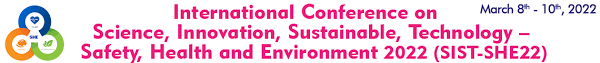 International Conference on
March 8th - 10th, 2022
Science, Innovation, Sustainable, Technology –
Safety, Health and Environment 2022 (SIST-SHE22)
SHE